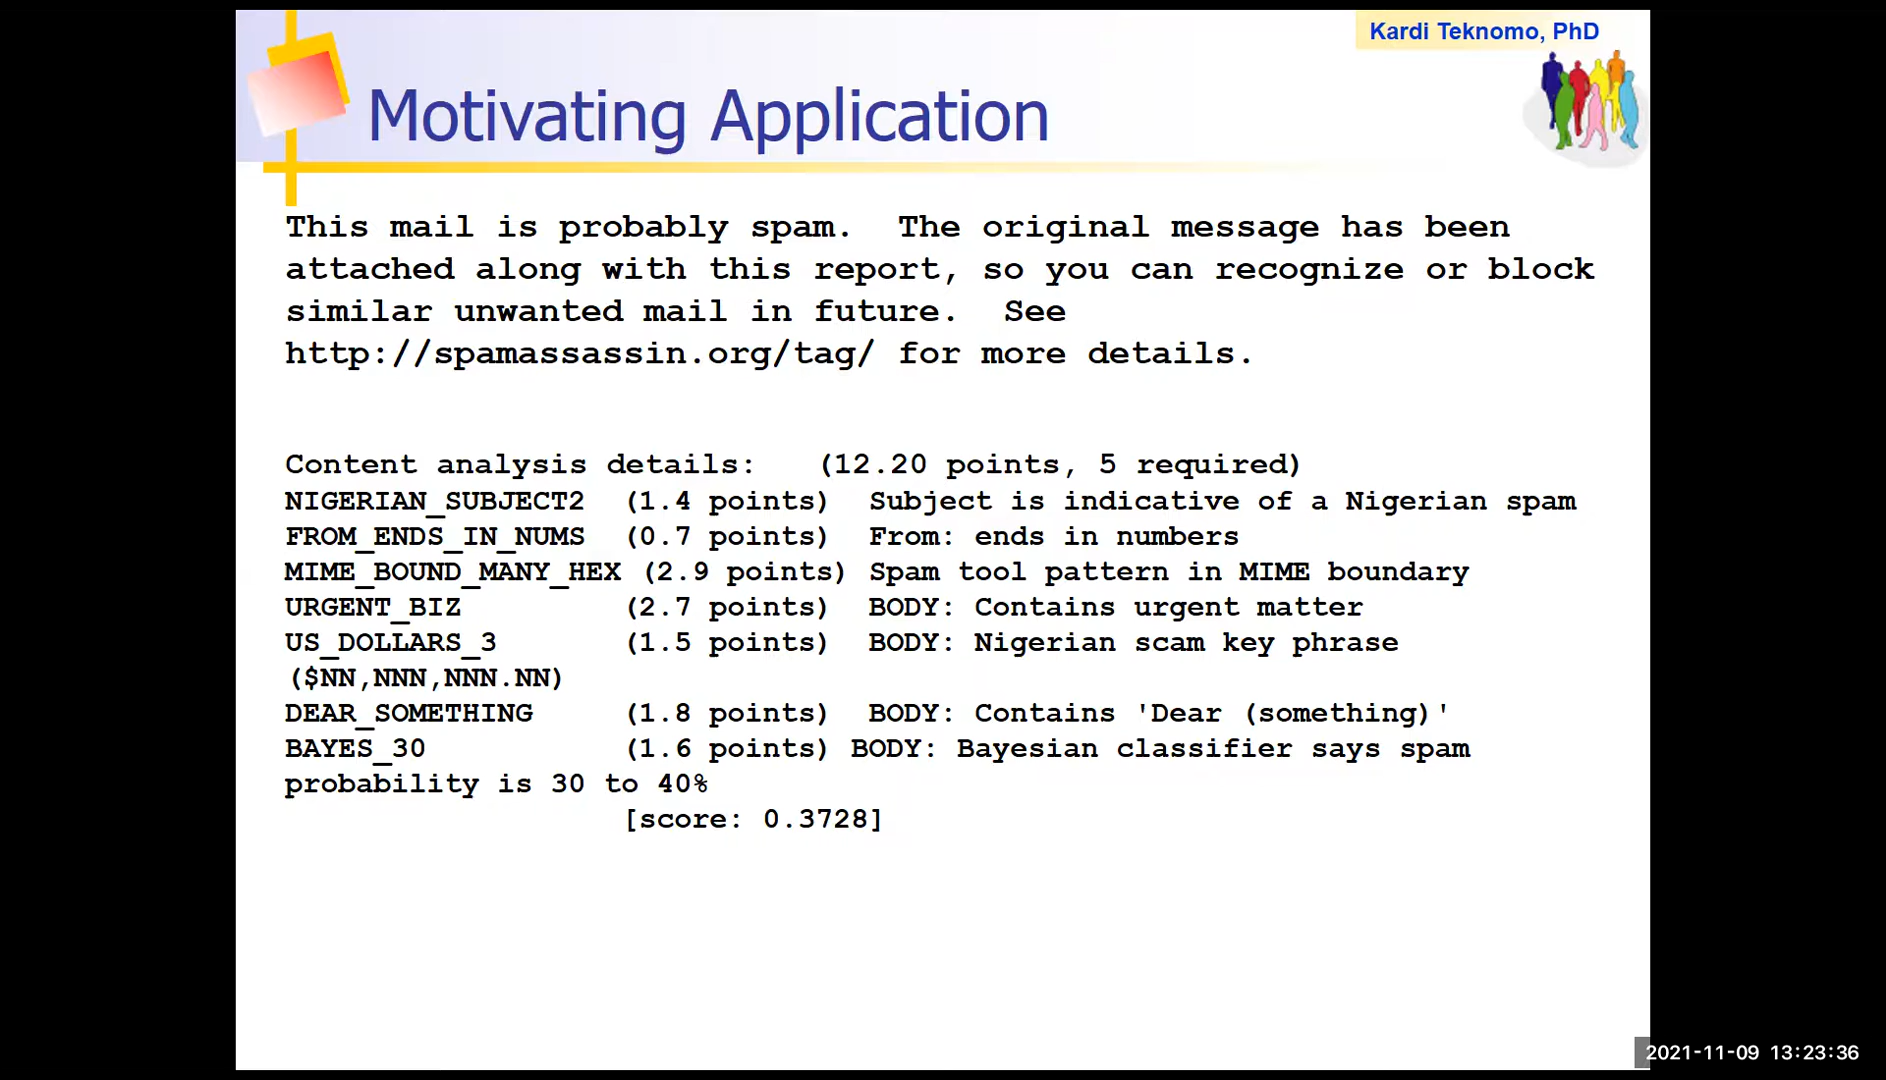 Kardi Teknomo, PhD
Motivating Application
This mail is probably spam.  The original message has been
attached along with this report, so you can recognize or block
similar unwanted mail in future.  See
http://spamassassin.org/tag/ for more details.
Content analysis details:   (12.20 points, 5 required)
NIGERIAN_SUBJECT2  (1.4 points)  Subject is indicative of a Nigerian spam
FROM_ENDS_IN_NUMS  (0.7 points)  From: ends in numbers
MIME_BOUND_MANY_HEX (2.9 points) Spam tool pattern in MIME boundary
URGENT_BIZ         (2.7 points)  BODY: Contains urgent matter
US_DOLLARS_3       (1.5 points)  BODY: Nigerian scam key phrase
($NN,NNN,NNN.NN)
DEAR_SOMETHING     (1.8 points)  BODY: Contains 'Dear (something)'
BAYES_30           (1.6 points) BODY: Bayesian classifier says spam
probability is 30 to 40%
[score: 0.3728]
2021-11-09 13:23:36